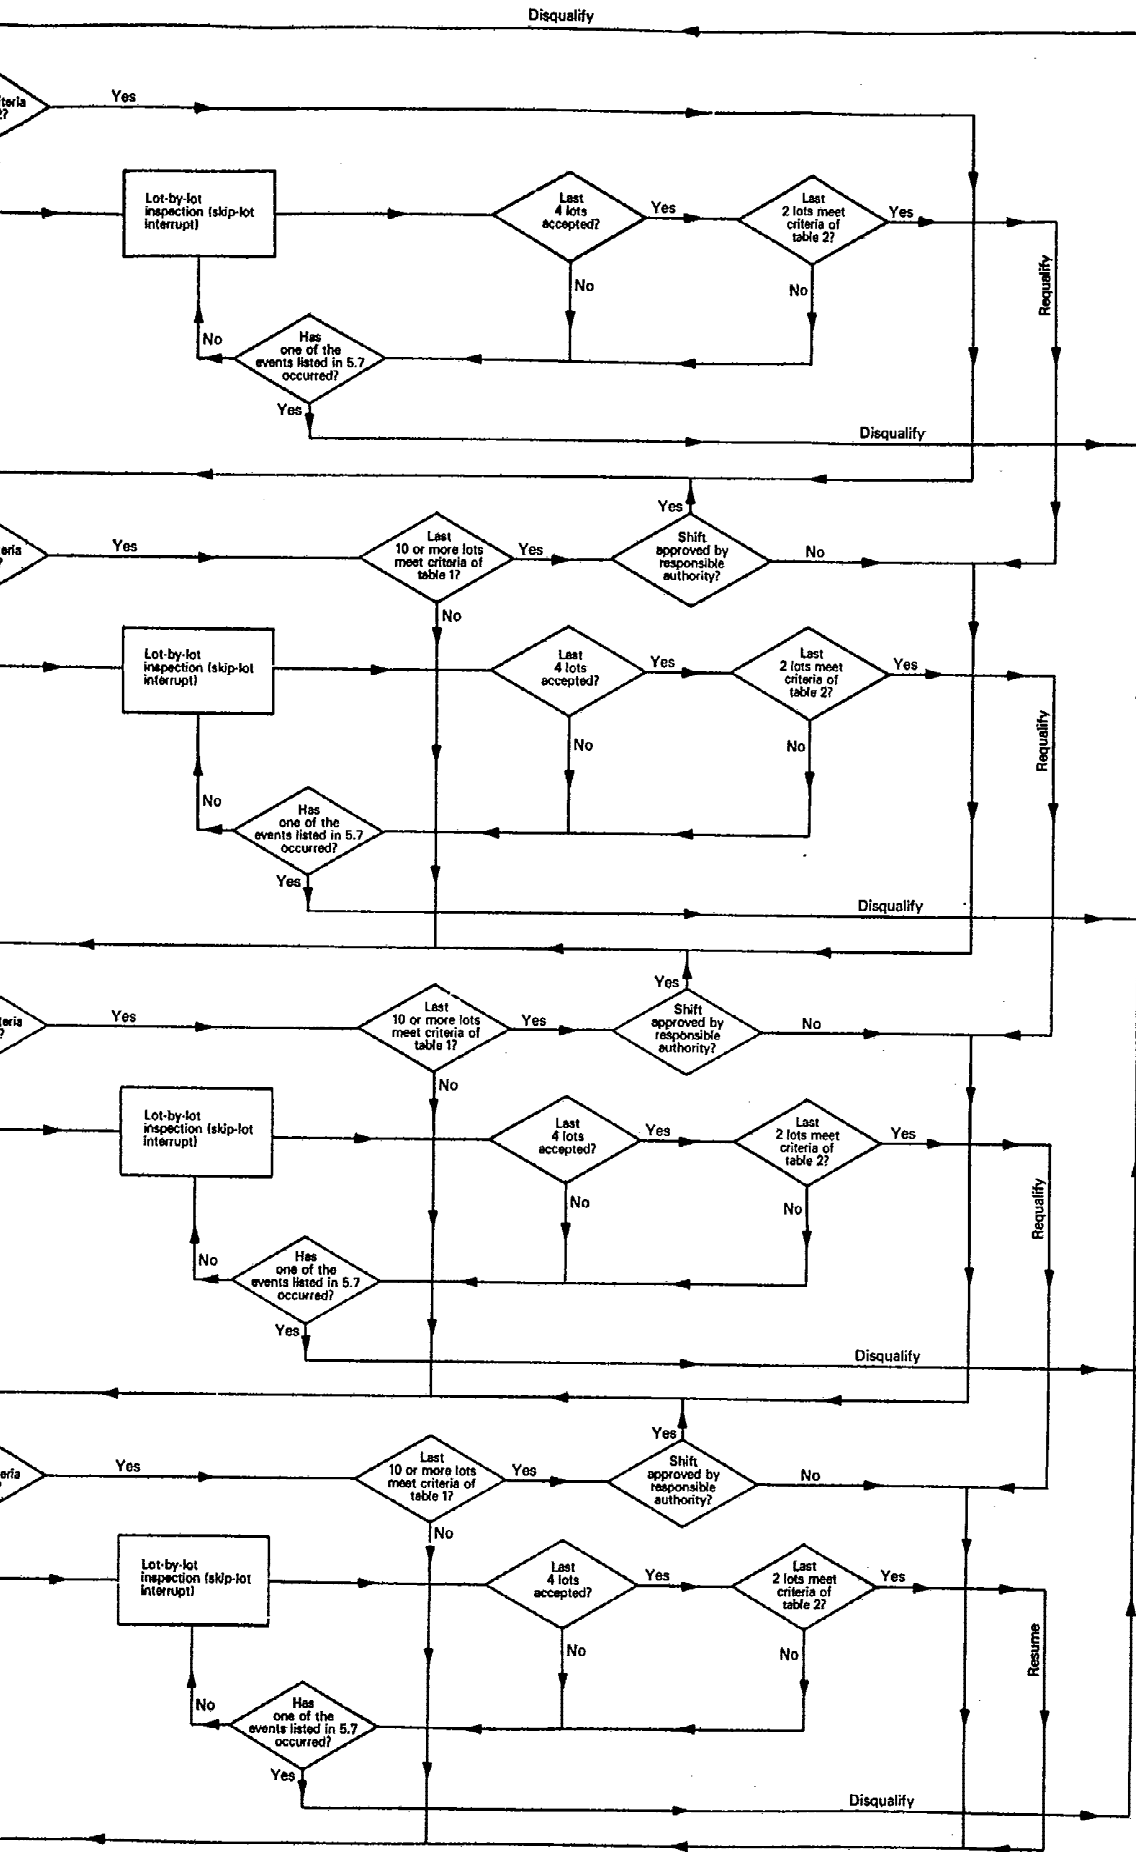 Disqualify
Yes
teria
2?
Lot-by-lot
inspection (skip-lot
interrupt)
Last
4 lots
accepted?
Yes
Last
2 lots meet
criteria of
table 2?
Yes
Requalify
No
No
No
Has
one of the
events listed in 5.7
occurred?
Yes
Disqualify
Yes
eria
?
Yes
Last
10 or more lots
meet criteria of
table 1?
Yes
Shift
approved by
responsible
authority?
No
No
Lot-by-lot
inspection (skip-lot
interrupt)
Last
4 lots
accepted?
Yes
Last
2 lots meet
criteria of
table 2?
Yes
Requalify
No
No
No
Has
one of the
events listed in 5.7
occurred?
Yes
Disqualify
Yes
teria
?
Yes
Last
10 or more lots
meet criteria of
table 1?
Yes
Shift
approved by
responsible
authority?
No
No
Lot-by-lot
inspection (skip-lot
interrupt)
Last
4 lots
accepted?
Yes
Last
2 lots meet
criteria of
table 2?
Yes
Requalify
No
No
No
Has
one of the
events listed in 5.7
occurred?
Yes
Disqualify
Yes
eria
?
Yes
Last
10 or more lots
meet criteria of
table 1?
Yes
Shift
approved by
responsible
authority?
No
No
Lot-by-lot
inspection (skip-lot
interrupt)
Last
4 lots
accepted?
Yes
Last
2 lots meet
criteria of
table 2?
Yes
Resume
No
No
No
Has
one of the
events listed in 5.7
occurred?
Yes
Disqualify